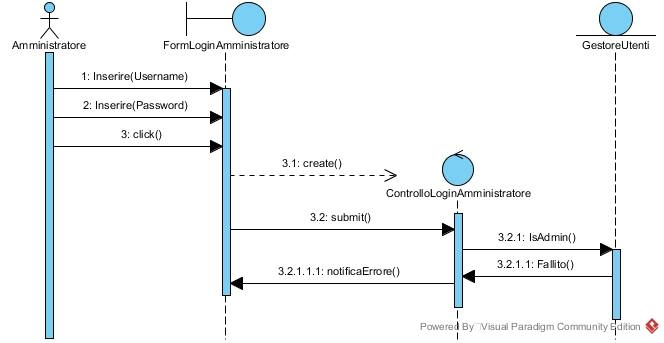 Amministratore
FormLoginAmministratore
GestoreUtenti
1: Inserire(Username)
2: Inserire(Password)
3: click()
3.1: create()
ControlloLoginAmministratore
3.2: submit()
3.2.1: IsAdmin()
3.2.1.1: Fallito()
3.2.1.1.1: notificaErrore()
Powered By Visual Paradigm Community Edition